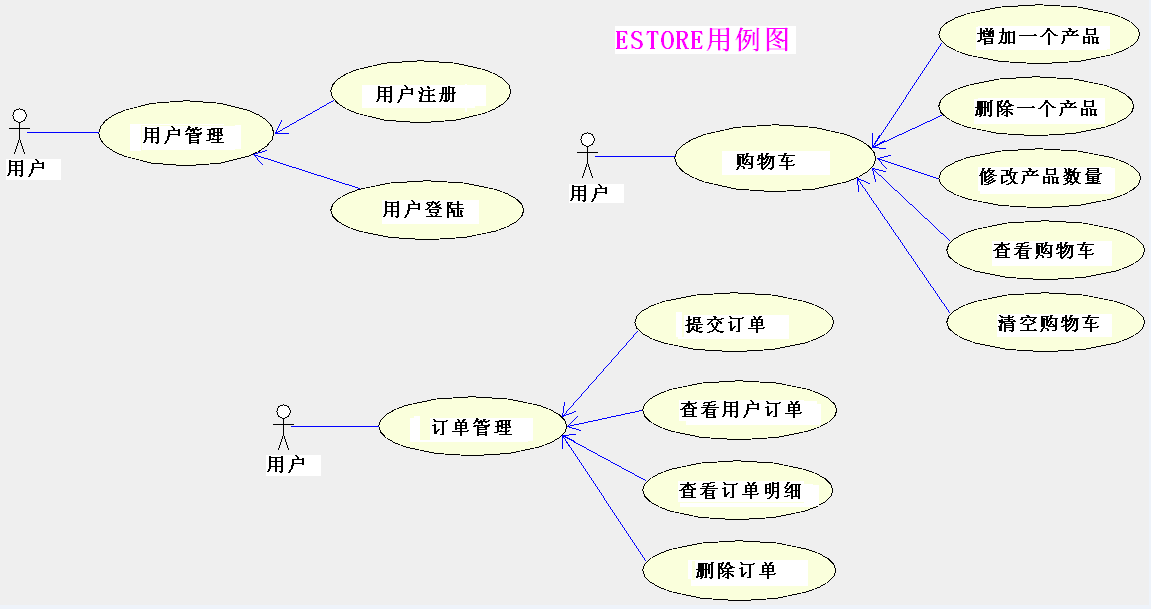 ESTORE用例图
用户
用户管理
用户注册
用户登陆
用户
购物车
增加一个产品
删除一个产品
修改产品数量
查看购物车
清空购物车
用户
订单管理
提交订单
查看用户订单
查看订单明细
删除订单